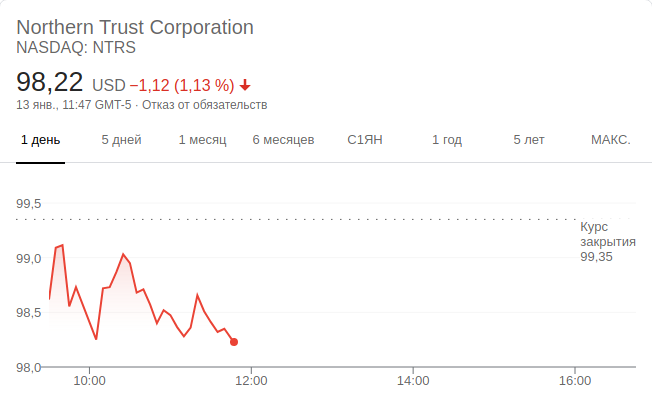 Northern Trust Corporation
NASDAQ: NTRS
98,22 USD −1,12 (1,13 %)
13 янв., 11:47 GMT-5 · Отказ от обязательств
1 день 5 дней 1 месяц 6 месяцев С1ЯН 1 год 5 лет МАКС.
99,5
Курс
закрытия
99,35
99,0
98,5
98,0
10:00 12:00 14:00 16:00